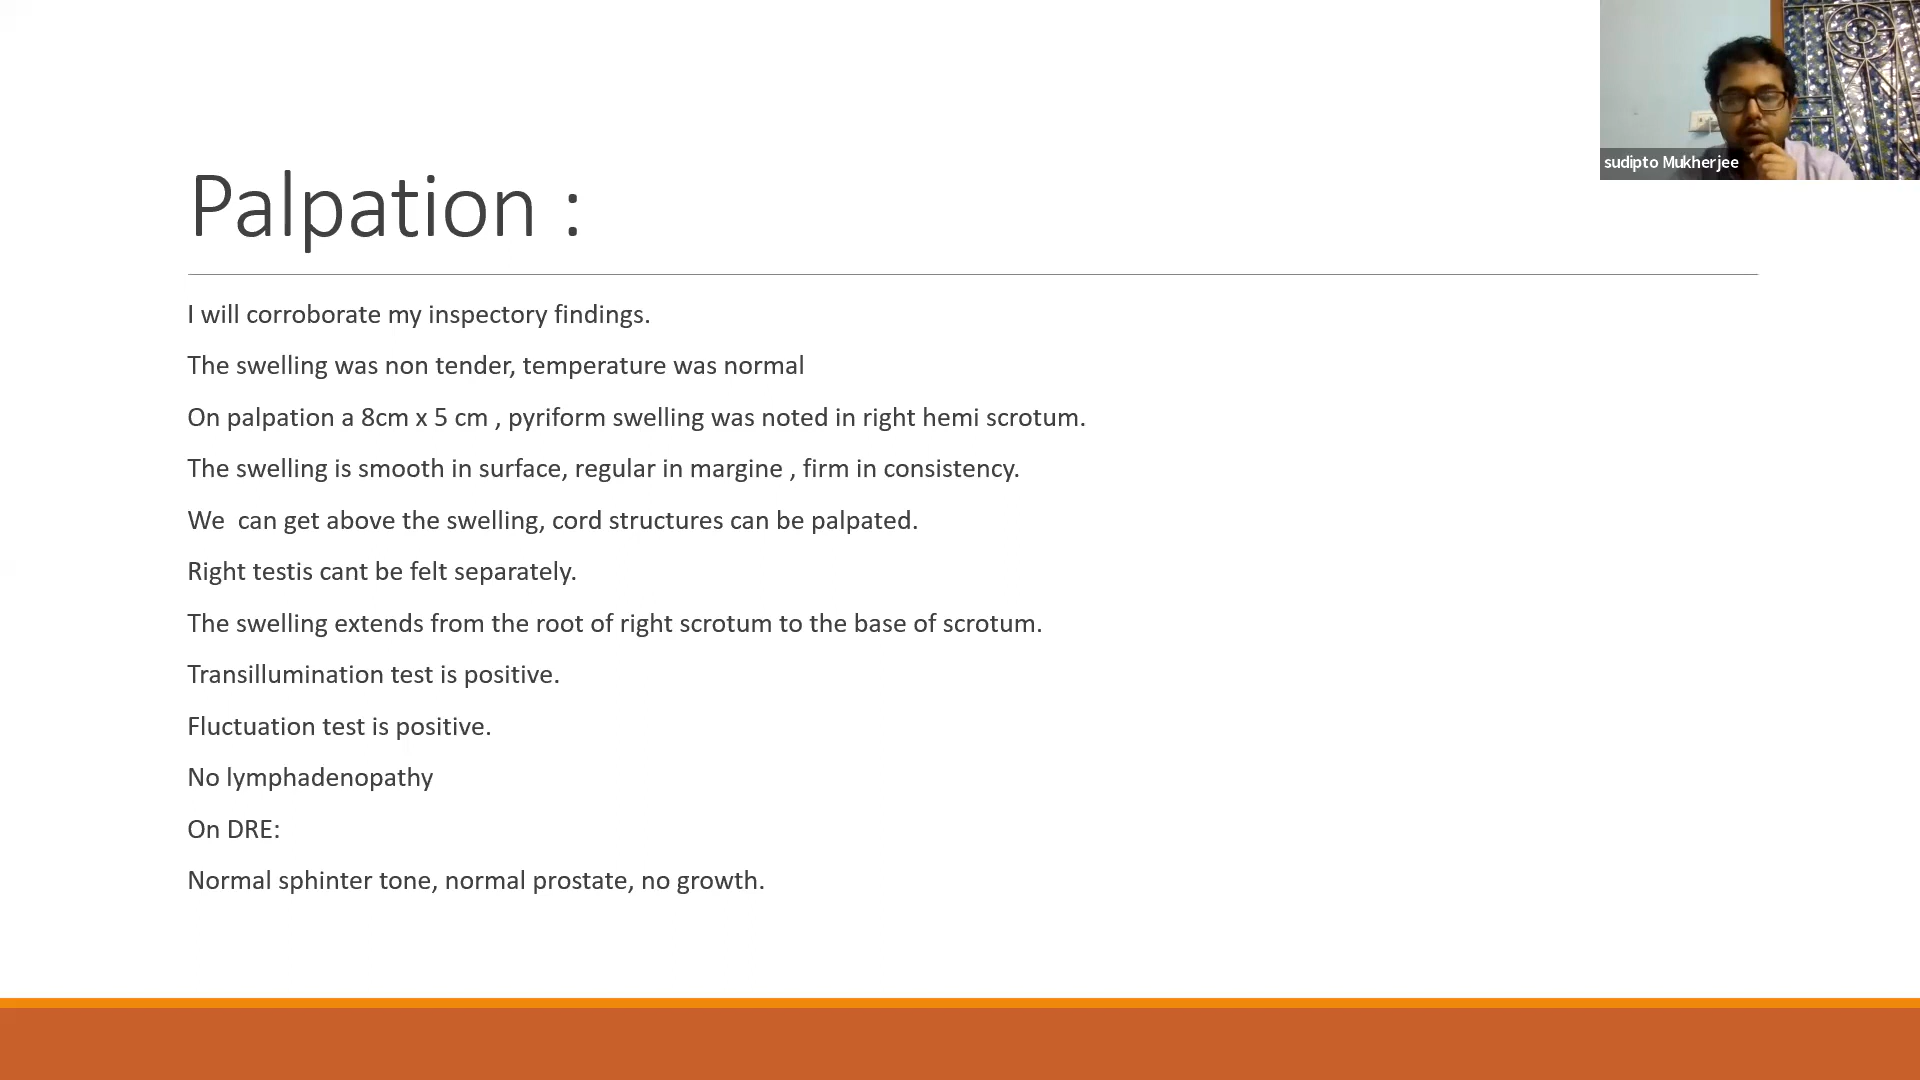 sudipto Mukherjee
Palpation :
I will corroborate my inspectory findings.
The swelling was non tender, temperature was normal
On palpation a 8cm x 5 cm , pyriform swelling was noted in right hemi scrotum.
The swelling is smooth in surface, regular in margine , firm in consistency.
We  can get above the swelling, cord structures can be palpated.
Right testis cant be felt separately.
The swelling extends from the root of right scrotum to the base of scrotum.
Transillumination test is positive.
Fluctuation test is positive.
No lymphadenopathy
On DRE:
Normal sphinter tone, normal prostate, no growth.